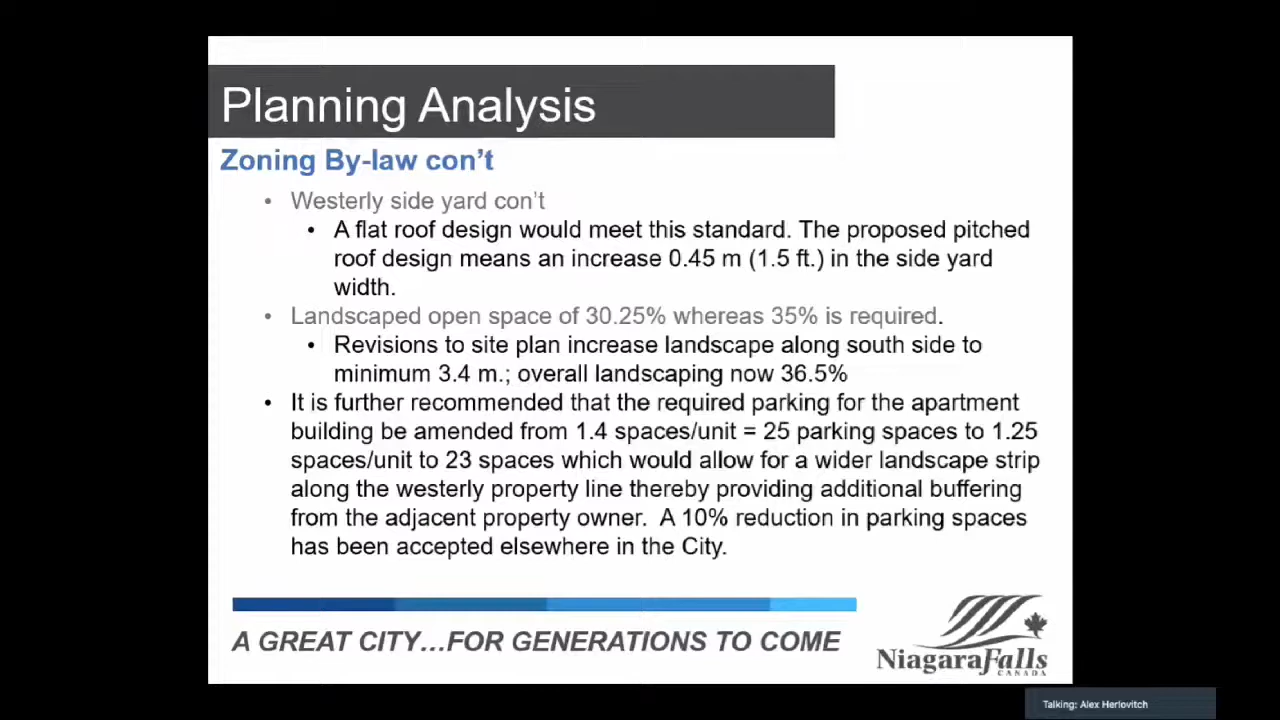 Planning Analysis
Zoning By-law con't
• Westerly side yard con't
• A flat roof design would meet this standard. The proposed pitched
roof design means an increase 0.45 m (1.5 ft.) in the side yard
width.
• Landscaped open space of 30.25% whereas 35% is required.
• Revisions to site plan increase landscape along south side to
minimum 3.4 m.; overall landscaping now 36.5%
• It is further recommended that the required parking for the apartment
building be amended from 1.4 spaces/unit = 25 parking spaces to 1.25
spaces/unit to 23 spaces which would allow for a wider landscape strip
along the westerly property line thereby providing additional buffering
from the adjacent property owner. A 10% reduction in parking spaces
has been accepted elsewhere in the City.
A GREAT CITY...FOR GENERATIONS TO COME
NiagaraFalls
CANADA
Talking: Alex Herlovitch